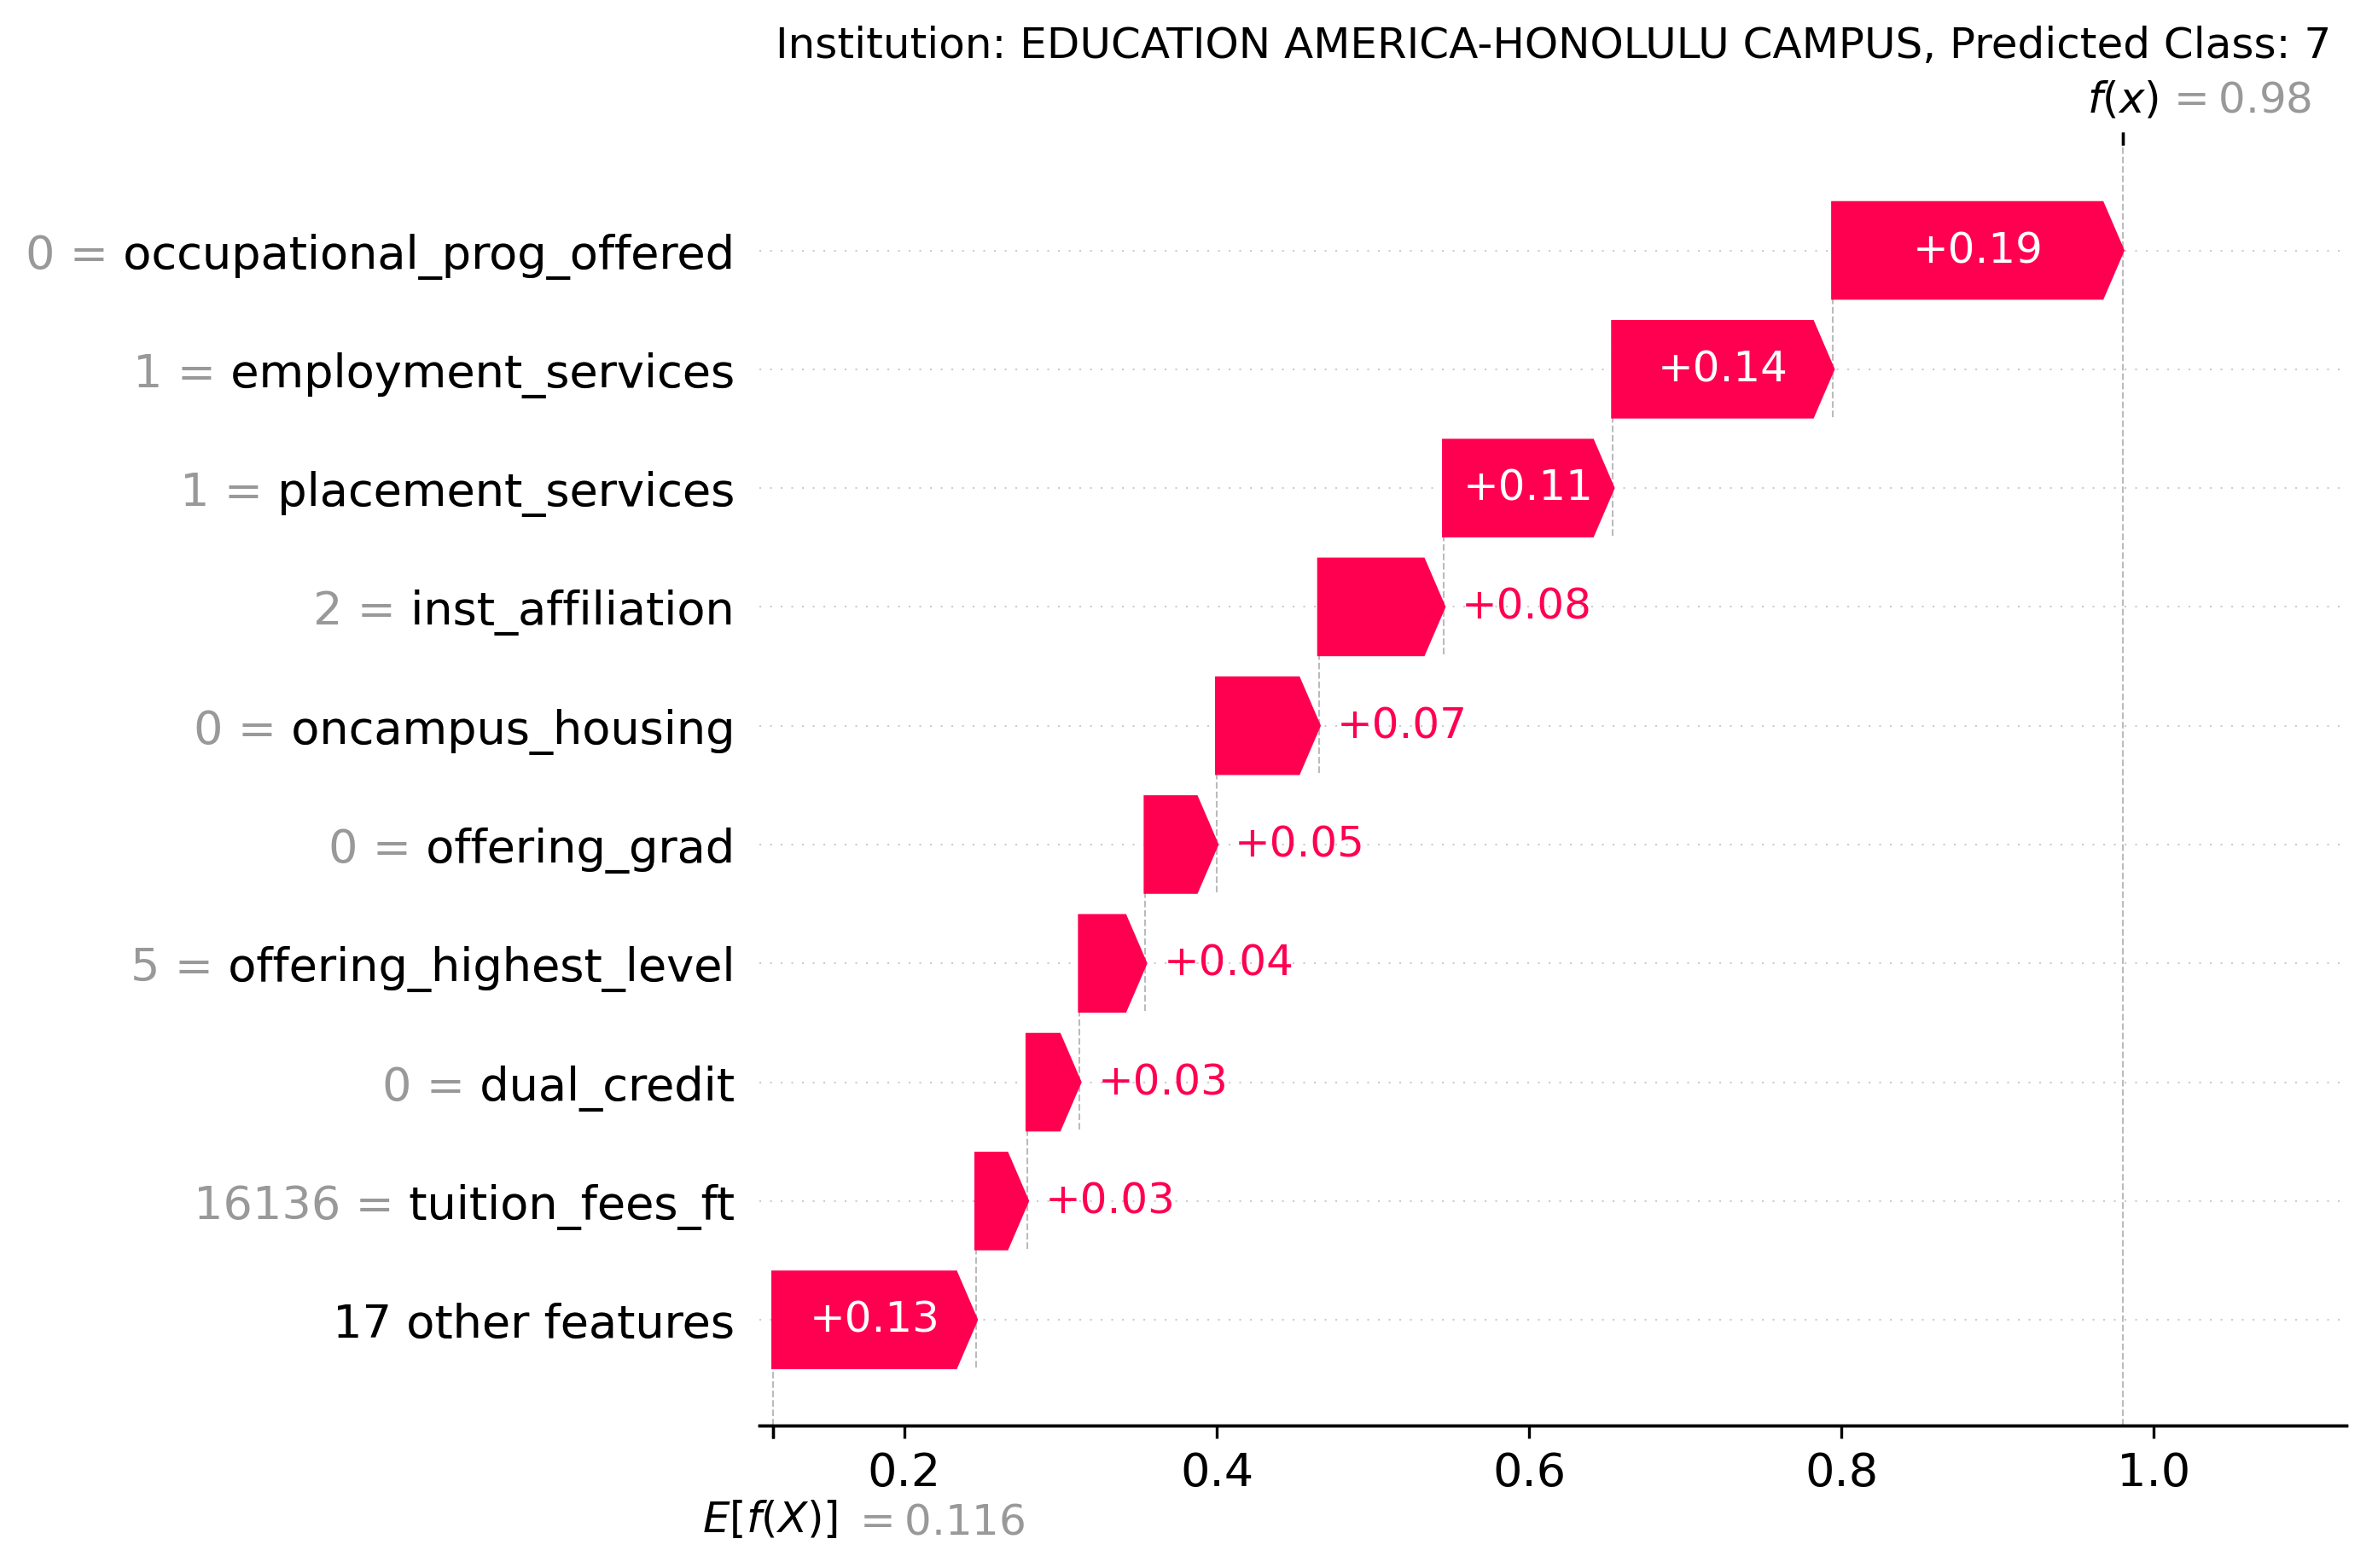 Institution: EDUCATION AMERICA-HONOLULU CAMPUS, Predicted Class: 7
f(x) = 0.98
0 = occupational_prog_offered +0.19
1 = employment_services +0.14
1 = placement_services +0.11
2 = inst_affiliation +0.08
0 = oncampus_housing +0.07
0 = offering_grad +0.05
5 = offering_highest_level +0.04
0 = dual_credit +0.03
16136 = tuition_fees_ft +0.03
17 other features +0.13
0.2 0.4 0.6 0.8 1.0
E[f(X)] = 0.116